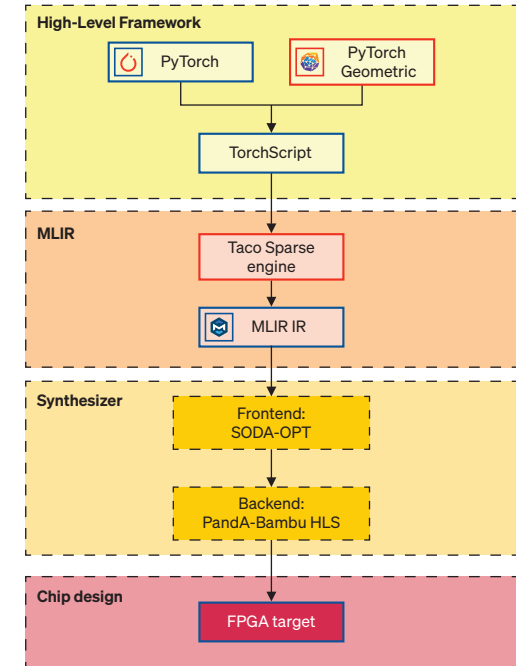 High-Level Framework
PyTorch
PyTorch
Geometric
TorchScript
MLIR
Taco Sparse
engine
MLIR IR
Synthesizer
Frontend:
SODA-OPT
Backend:
PandA-Bambu HLS
Chip design
FPGA target